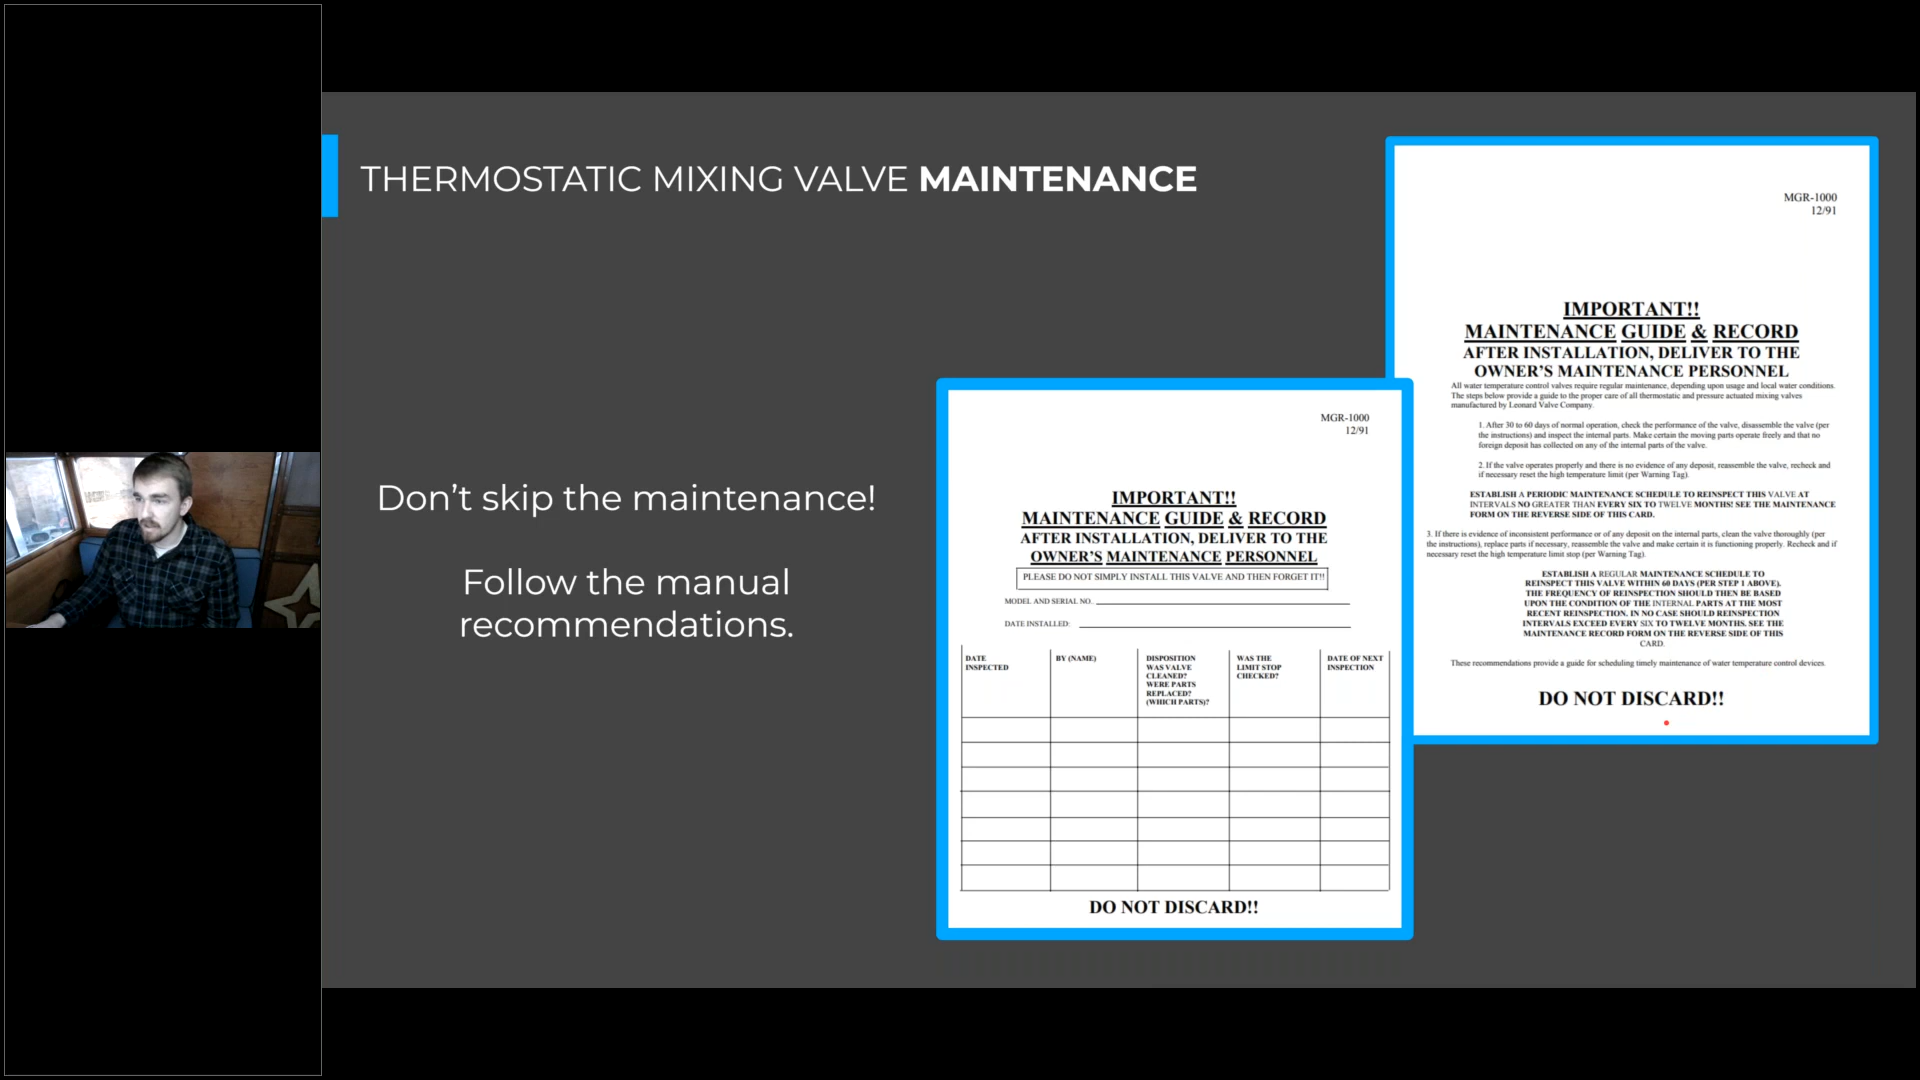 THERMOSTATIC MIXING VALVE MAINTENANCE
Don't skip the maintenance!
Follow the manual
recommendations.
MGR-1000
12/91
IMPORTANT!!
MAINTENANCE GUIDE & RECORD
AFTER INSTALLATION, DELIVER TO THE
OWNER'S MAINTENANCE PERSONNEL
PLEASE DO NOT SIMPLY INSTALL THIS VALVE AND THEN FORGET IT!!
MODEL AND SERIAL NO.
DATE INSTALLED:
DATE
INSPECTED
BY (NAME)
DISPOSITION
WAS VALVE
CLEANED?
WERE PARTS
REPLACED?
(WHICH PARTS)?
WAS THE
LIMIT STOP
CHECKED?
DATE OF NEXT
INSPECTION
DO NOT DISCARD!!
MGR-1000
12/91
IMPORTANT!!
MAINTENANCE GUIDE & RECORD
AFTER INSTALLATION, DELIVER TO THE
OWNER'S MAINTENANCE PERSONNEL
All water temperature control valves require regular maintenance, depending upon usage and local water conditions.
The steps below provide a guide to the proper care of all thermostatic and pressure actuated mixing valves
manufactured by Leonard Valve Company.
1. After 30 to 60 days of normal operation, check the performance of the valve, disassemble the valve (per
the instructions) and inspect the internal parts. Make certain the moving parts operate freely and that no
foreign deposit has collected on any of the internal parts of the valve.
2. If the valve operates properly and there is no evidence of any deposit, reassemble the valve, recheck and
if necessary reset the high temperature limit (per Warning Tag).
ESTABLISH A PERIODIC MAINTENANCE SCHEDULE TO REINSPECT THIS VALVE AT
INTERVALS NO GREATER THAN EVERY SIX TO TWELVE MONTHS! SEE THE MAINTENANCE
FORM ON THE REVERSE SIDE OF THIS CARD.
3. If there is evidence of inconsistent performance or of any deposit on the internal parts, clean the valve thoroughly (per
the instructions), replace parts if necessary, reassemble the valve and make certain it is functioning properly. Recheck and if
necessary reset the high temperature limit stop (per Warning Tag).
ESTABLISH A REGULAR MAINTENANCE SCHEDULE TO
REINSPECT THIS VALVE WITHIN 60 DAYS (PER STEP 1 ABOVE).
THE FREQUENCY OF REINSPECTION SHOULD THEN BE BASED
UPON THE CONDITION OF THE INTERNAL PARTS AT THE MOST
RECENT REINSPECTION. IN NO CASE SHOULD REINSPECTION
INTERVALS EXCEED EVERY SIX TO TWELVE MONTHS. SEE THE
MAINTENANCE RECORD FORM ON THE REVERSE SIDE OF THIS
CARD.
These recommendations provide a guide for scheduling timely maintenance of water temperature control devices.
DO NOT DISCARD!!